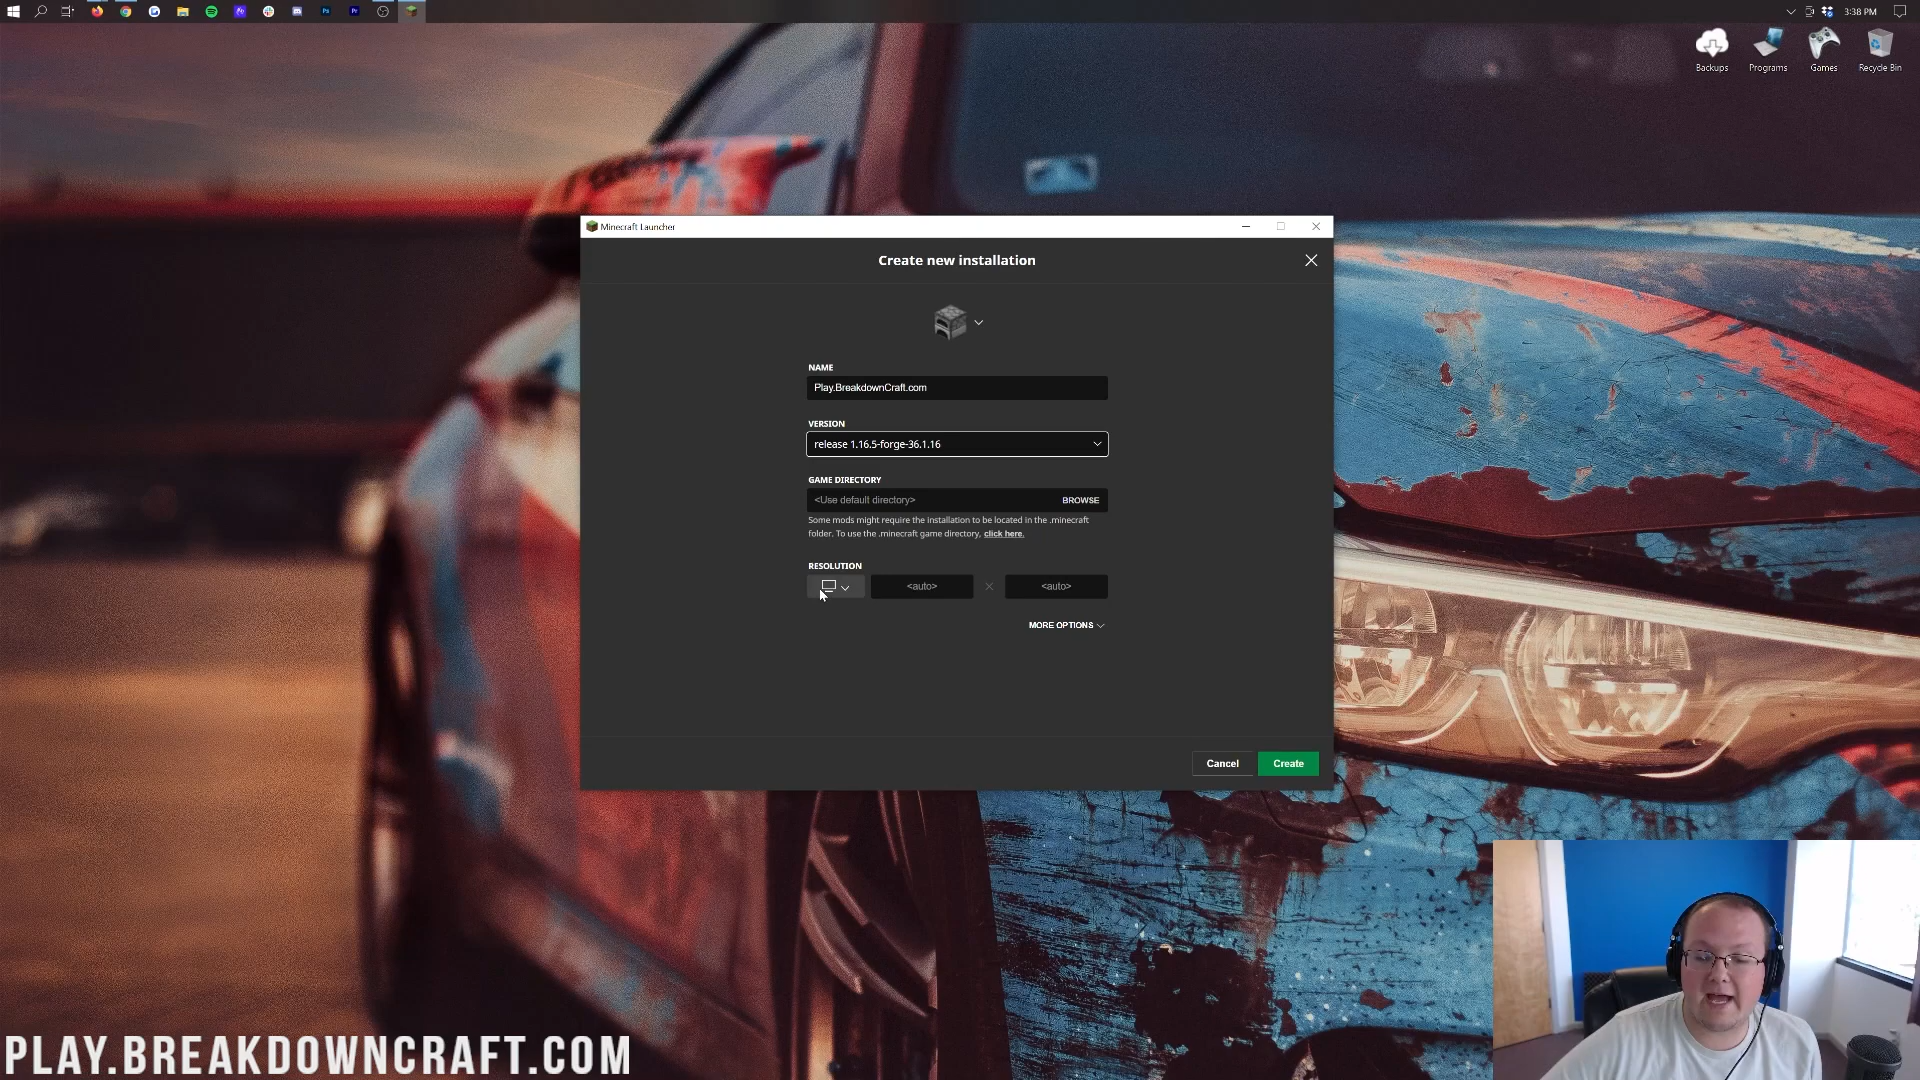 3:38 PM
Backups
Programs
Games
Recycle Bin
Minecraft Launcher
Create new installation
NAME
Play.BreakdownCraft.com
VERSION
release 1.16.5-forge-36.1.16
GAME DIRECTORY
<Use default directory>
BROWSE
Some mods might require the installation to be located in the .minecraft
folder. To use the .minecraft game directory, click here.
RESOLUTION
<auto>
<auto>
MORE OPTIONS
Cancel
Create
PLAY.BREAKDOWNCRAFT.COM